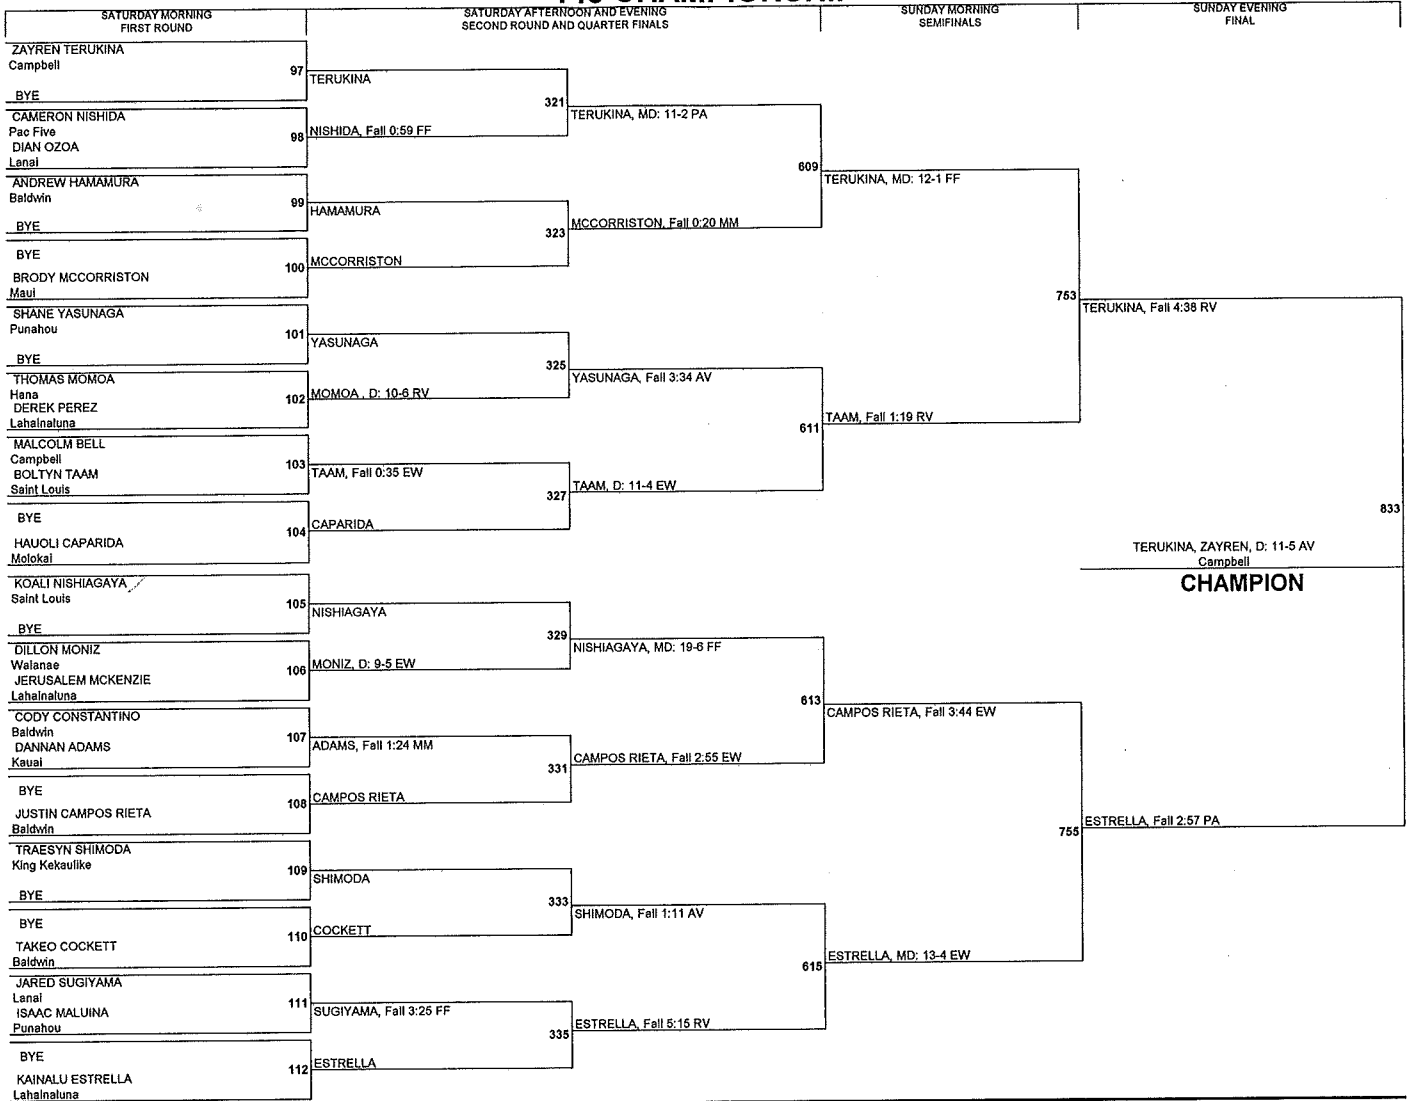 SATURDAY MORNING
FIRST ROUND
SATURDAY AFTERNOON AND EVENING
SECOND ROUND AND QUARTER FINALS
SUNDAY MORNING
SEMIFINALS
SUNDAY EVENING
FINAL
ZAYREN TERUKINA
Campbell
97
BYE
CAMERON NISHIDA
Pac Five
98
DIAN OZOA
Lanai
ANDREW HAMAMURA
Baldwin
99
BYE
BYE
100
BRODY MCCORRISTON
Maui
SHANE YASUNAGA
Punahou
101
BYE
THOMAS MOMOA
Hana
102
DEREK PEREZ
Lahainaluna
MALCOLM BELL
Campbell
103
BOLTYN TAAM
Saint Louis
BYE
104
HAUOLI CAPARIDA
Molokai
KOALI NISHIAGAYA
Saint Louis
105
BYE
DILLON MONIZ
Waianae
106
JERUSALEM MCKENZIE
Lahainaluna
CODY CONSTANTINO
Baldwin
107
DANNAN ADAMS
Kauai
BYE
108
JUSTIN CAMPOS RIETA
Baldwin
TRAESYN SHIMODA
King Kekaulike
109
BYE
BYE
110
TAKEO COCKETT
Baldwin
JARED SUGIYAMA
Lanai
111
ISAAC MALUINA
Punahou
BYE
112
KAINALU ESTRELLA
Lahainaluna
TERUKINA
321
NISHIDA, Fall 0:59 FF
HAMAMURA
323
MCCORRISTON
YASUNAGA
325
MOMOA , D: 10-6 RV
TAAM, Fall 0:35 EW
327
CAPARIDA
NISHIAGAYA
329
MONIZ, D: 9-5 EW
ADAMS, Fall 1:24 MM
331
CAMPOS RIETA
SHIMODA
333
COCKETT
SUGIYAMA, Fall 3:25 FF
335
ESTRELLA
TERUKINA, MD: 11-2 PA
609
MCCORRISTON, Fall 0:20 MM
YASUNAGA, Fall 3:34 AV
611
TAAM, D: 11-4 EW
NISHIAGAYA, MD: 19-6 FF
613
CAMPOS RIETA, Fall 2:55 EW
SHIMODA, Fall 1:11 AV
615
ESTRELLA, Fall 5:15 RV
TERUKINA, MD: 12-1 FF
753
TAAM, Fall 1:19 RV
CAMPOS RIETA, Fall 3:44 EW
755
ESTRELLA, MD: 13-4 EW
TERUKINA, Fall 4:38 RV
833
TERUKINA, ZAYREN, D: 11-5 AV
Campbell
CHAMPION
ESTRELLA, Fall 2:57 PA